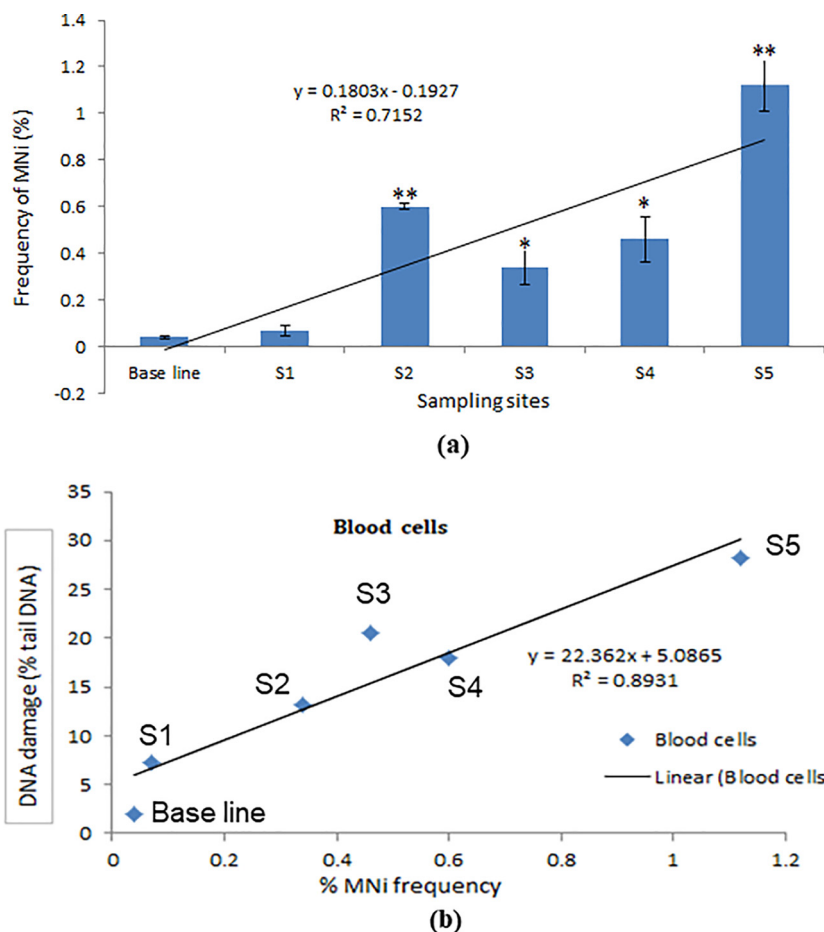 1.4
1.2
1
0.8
0.6
0.4
0.2
0
-0.2
Frequency of MNi (%)
y = 0.1803x - 0.1927
R² = 0.7152
**
*
*
**
Base line S1 S2 S3 S4 S5
Sampling sites
(a)
35
30
25
20
15
10
5
0
DNA damage (% tail DNA)
Blood cells
S5
S3
S2
S4
S1
Base line
y = 22.362x + 5.0865
R² = 0.8931
Blood cells
Linear (Blood cells
0 0.2 0.4 0.6 0.8 1 1.2
% MNi frequency
(b)